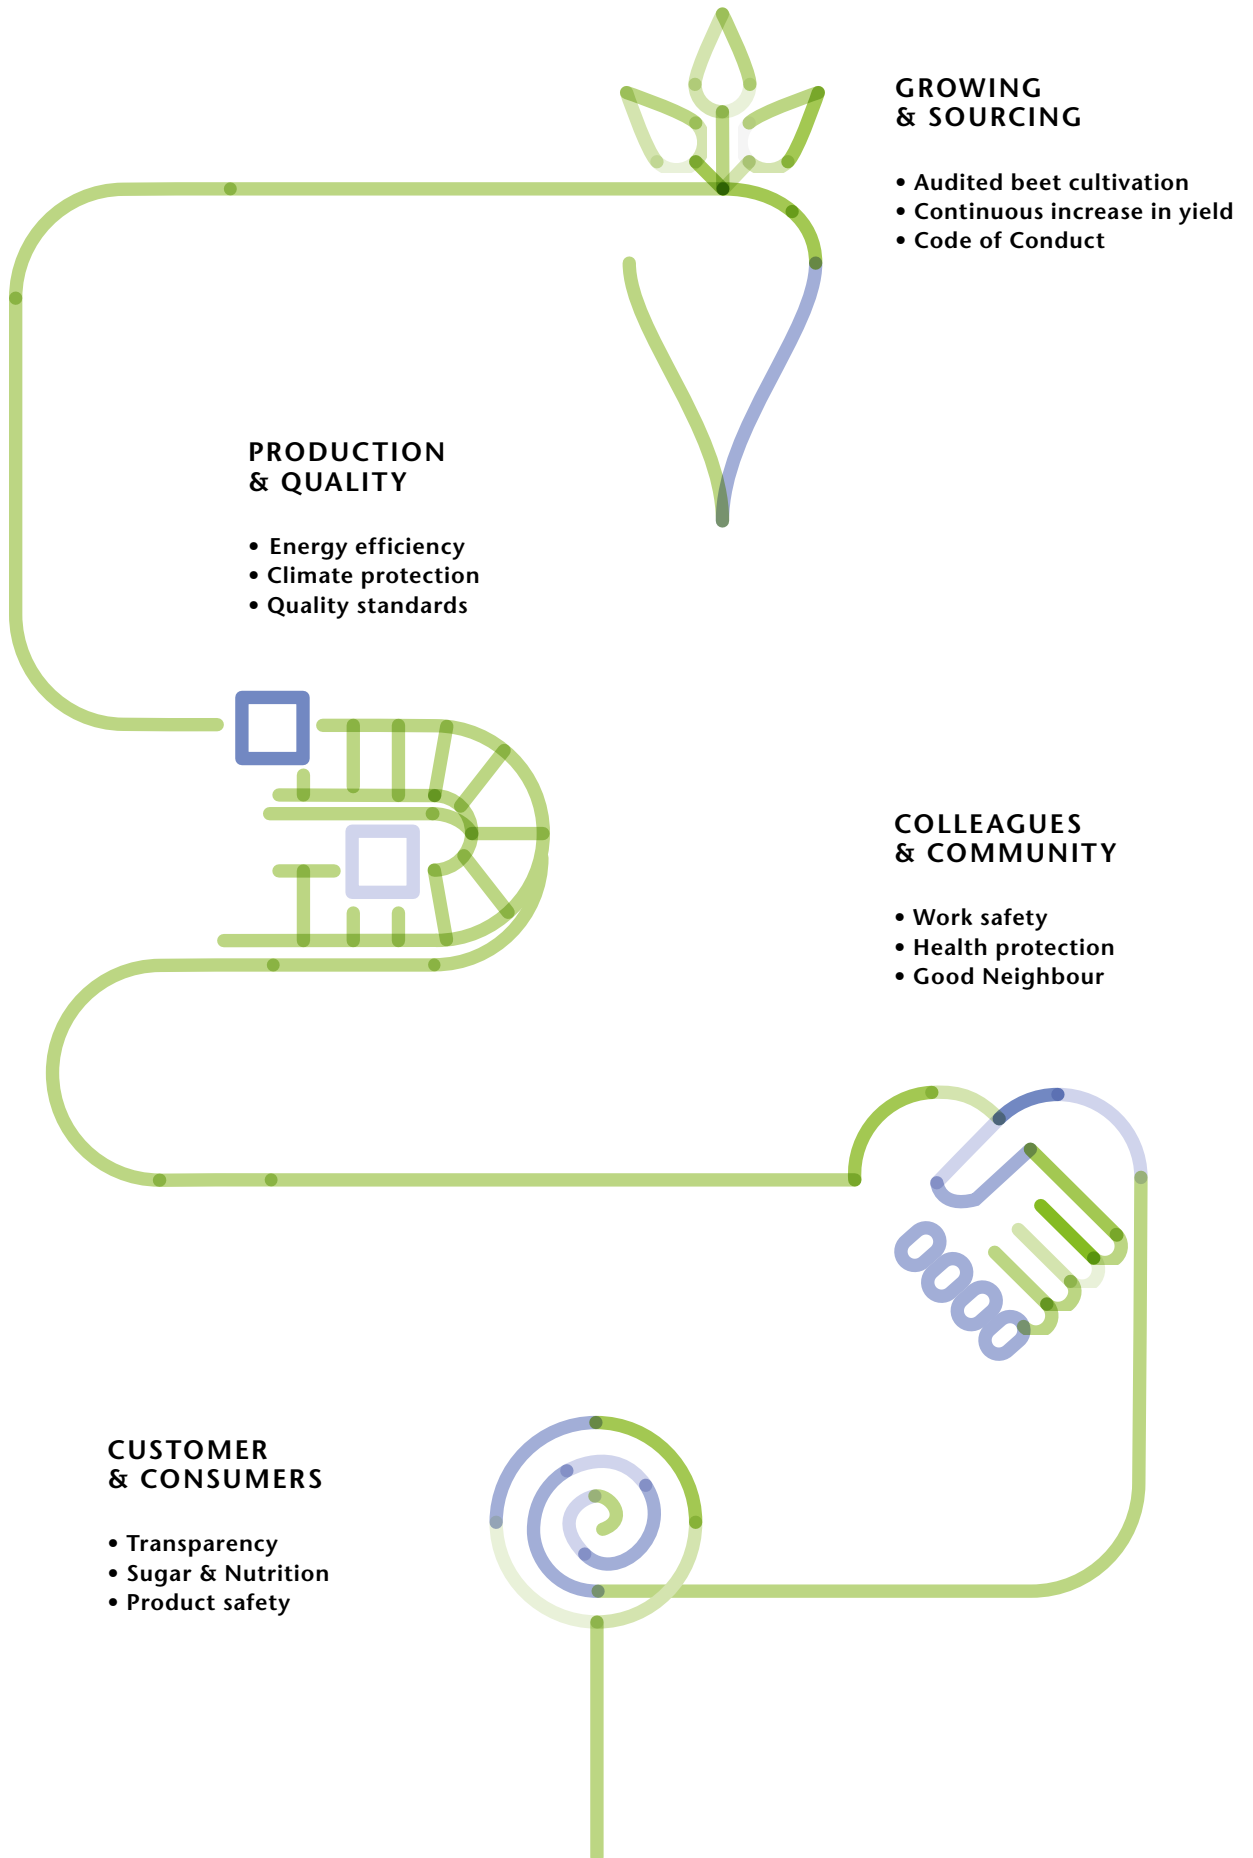 GROWING
& SOURCING
• Audited beet cultivation
• Continuous increase in yield
• Code of Conduct
PRODUCTION
& QUALITY
• Energy efficiency
• Climate protection
• Quality standards
COLLEAGUES
& COMMUNITY
• Work safety
• Health protection
• Good Neighbour
CUSTOMER
& CONSUMERS
• Transparency
• Sugar & Nutrition
• Product safety